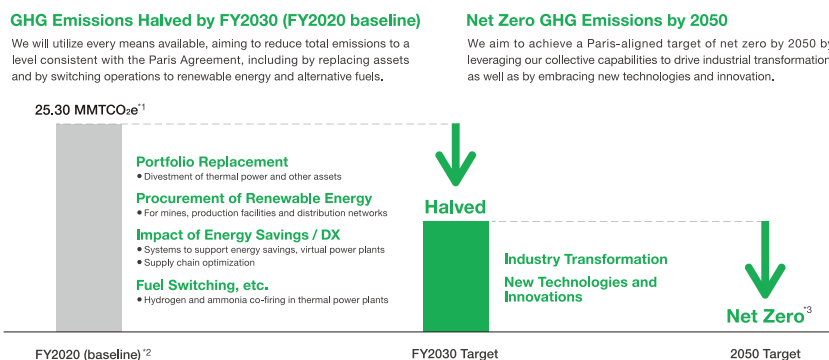 GHG Emissions Halved by FY2030 (FY2020 baseline)
We will utilize every means available, aiming to reduce total emissions to a
level consistent with the Paris Agreement, including by replacing assets
and by switching operations to renewable energy and alternative fuels.
Net Zero GHG Emissions by 2050
We aim to achieve a Paris-aligned target of net zero by 2050 by
leveraging our collective capabilities to drive industrial transformation
as well as by embracing new technologies and innovation.
25.30 MMTCO₂e*1
Portfolio Replacement
• Divestment of thermal power and other assets
Procurement of Renewable Energy
• For mines, production facilities and distribution networks
Impact of Energy Savings / DX
• Systems to support energy savings, virtual power plants
• Supply chain optimization
Fuel Switching, etc.
• Hydrogen and ammonia co-firing in thermal power plants
Halved
Industry Transformation
New Technologies and
Innovations
Net Zero*3
FY2020 (baseline)*2
FY2030 Target
2050 Target